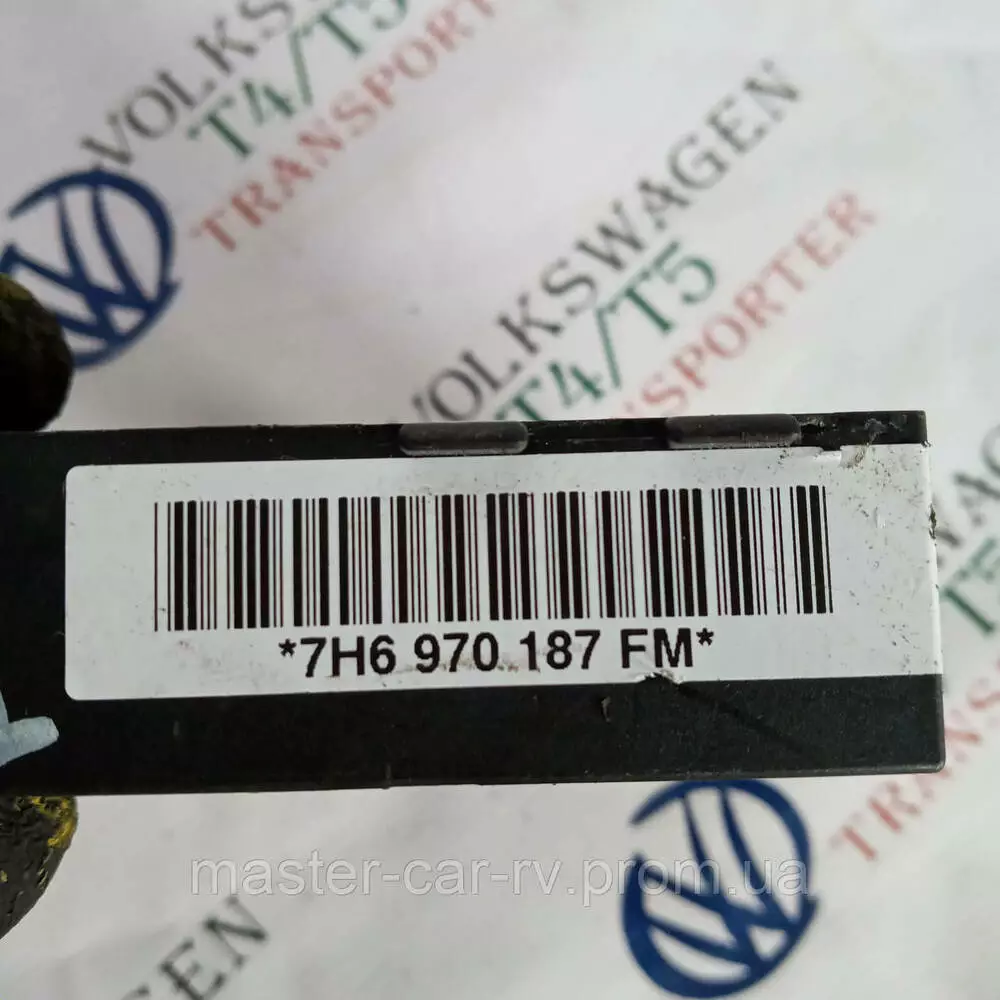 VOLKSWAGEN
T4/T5
TRANSPORTER
VOLKSWAGEN
T4/T5
TRANSPORTER
*7H6 970 187 FM*
master-car-rv.prom.ua